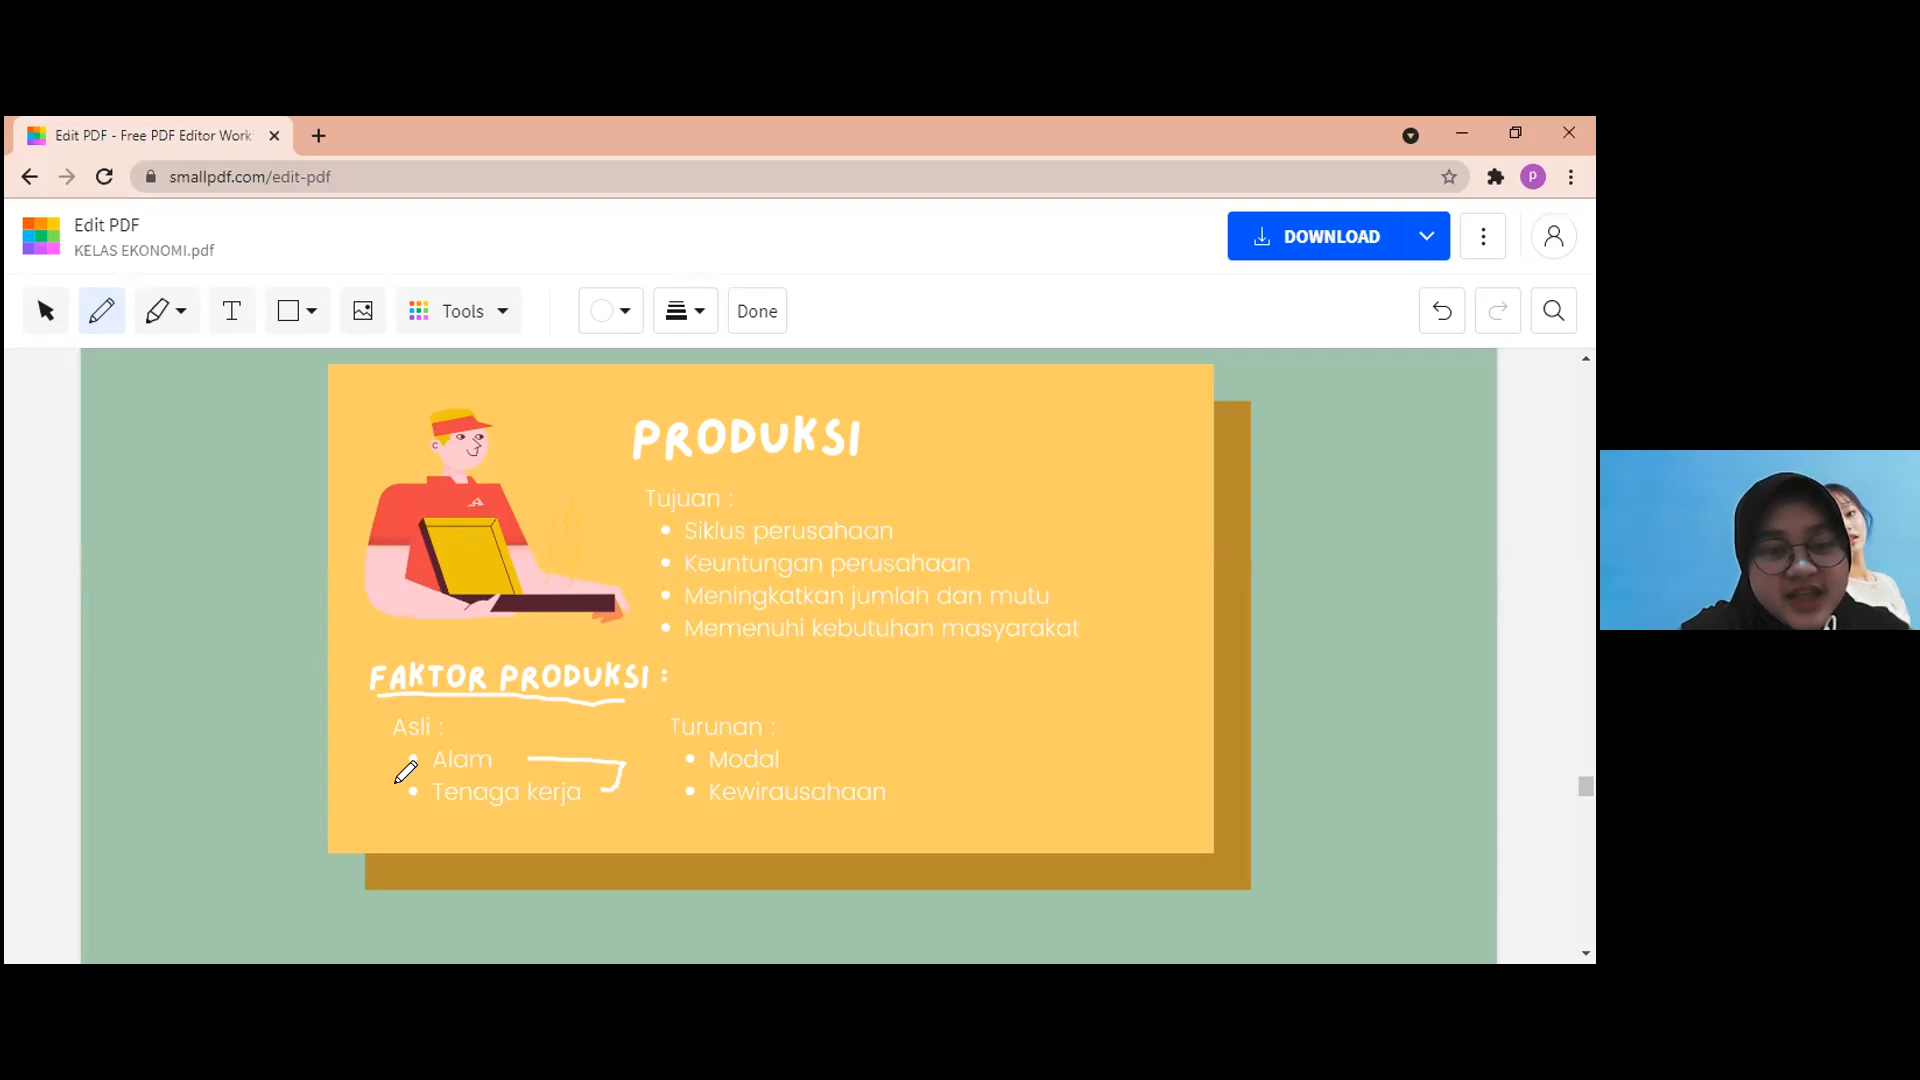 Edit PDF - Free PDF Editor Work
smallpdf.com/edit-pdf
P
Edit PDF
KELAS EKONOMI.pdf
DOWNLOAD
T
Tools
Done
PRODUKSI
Tujuan :
• Siklus perusahaan
• Keuntungan perusahaan
• Meningkatkan jumlah dan mutu
• Memenuhi kebutuhan masyarakat
FAKTOR PRODUKSI :
Asli :
• Alam
• Tenaga kerja
Turunan :
• Modal
• Kewirausahaan